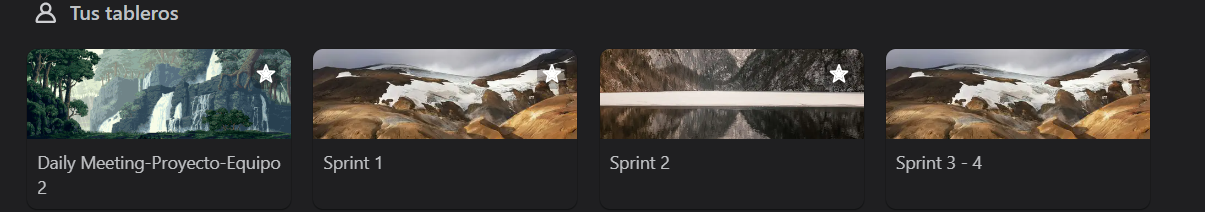 Tus tableros
Daily Meeting-Proyecto-Equipo
2
Sprint 1
Sprint 2
Sprint 3 - 4